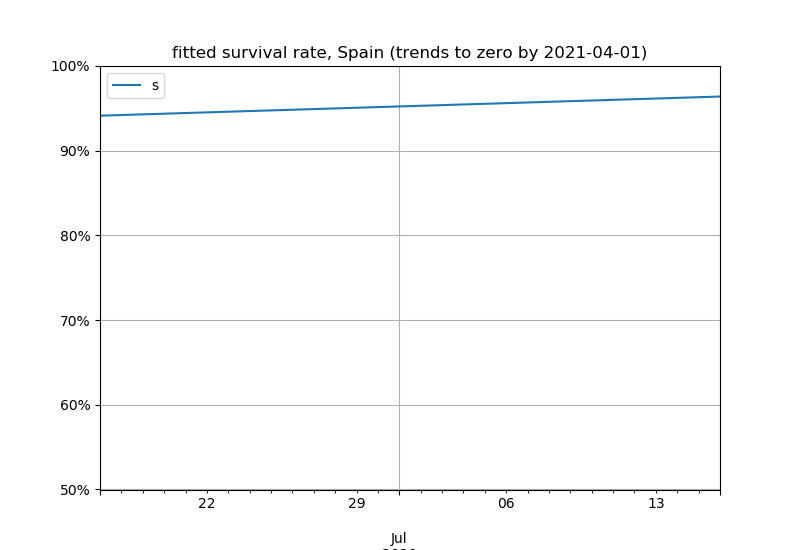 fitted survival rate, Spain (trends to zero by 2021-04-01)
100%
s
90%
80%
70%
60%
50%
22 29 06 13
Jul